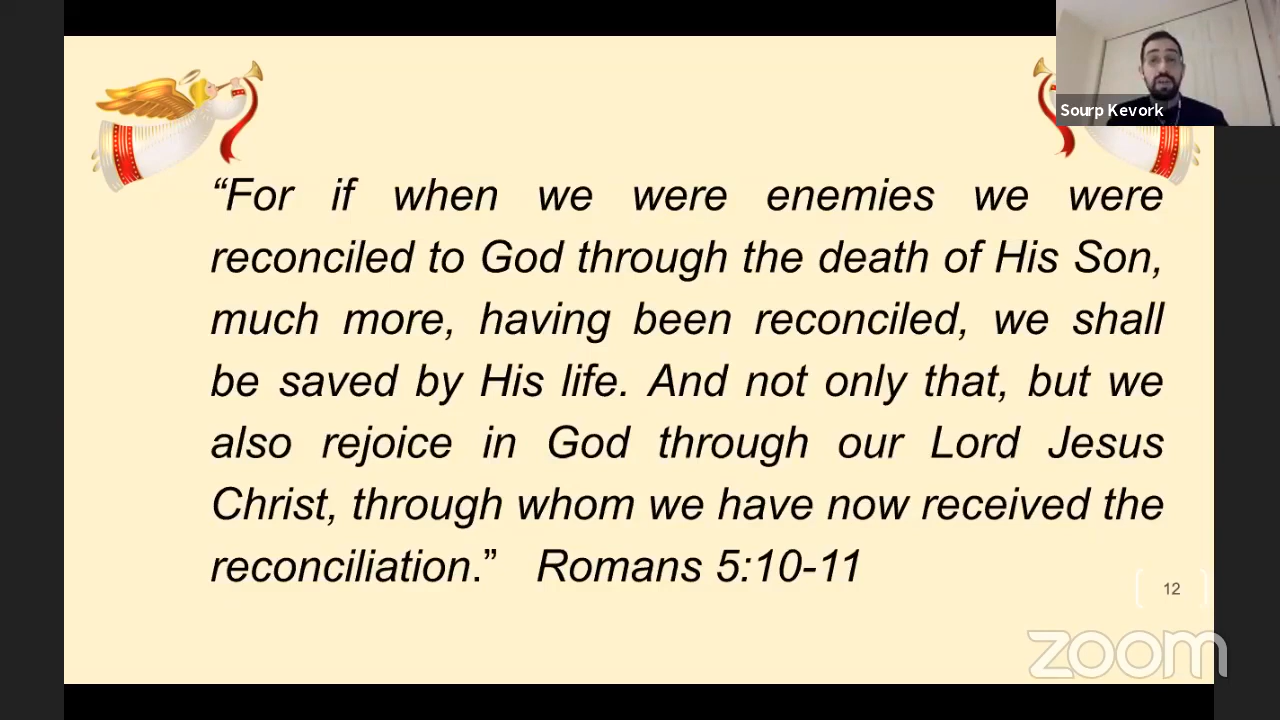 Sourp Kevork
“For if when we were enemies we were
reconciled to God through the death of His Son,
much more, having been reconciled, we shall
be saved by His life. And not only that, but we
also rejoice in God through our Lord Jesus
Christ, through whom we have now received the
reconciliation.” Romans 5:10-11
12
zoom